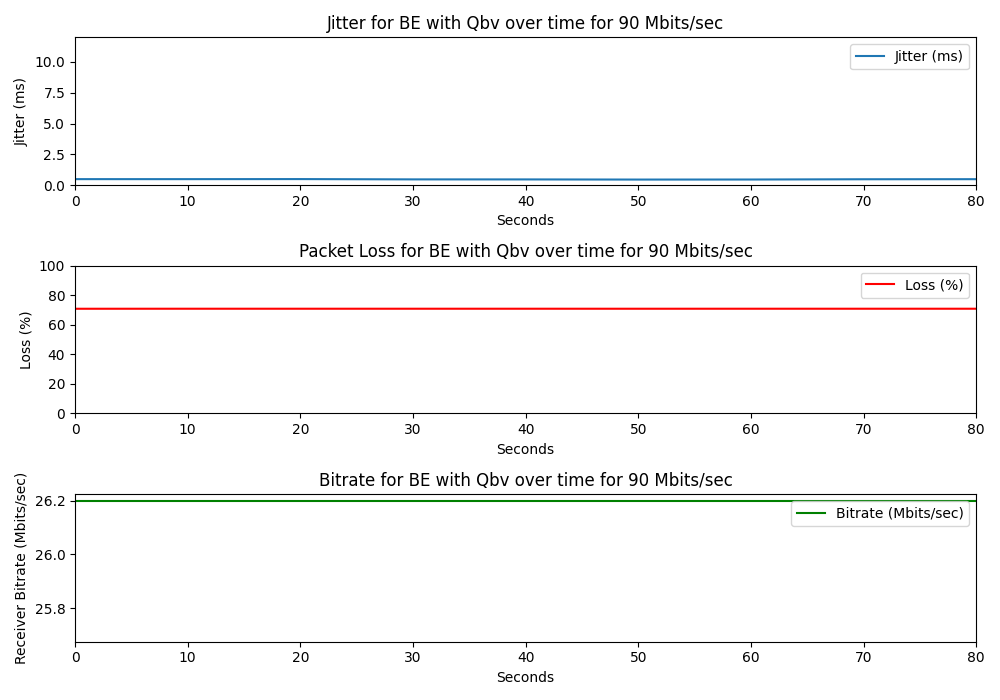 Jitter for BE with Qbv over time for 90 Mbits/sec
Jitter (ms)
10.0
7.5
5.0
2.5
0.0
Jitter (ms)
0 10 20 30 40 50 60 70 80
Seconds
Packet Loss for BE with Qbv over time for 90 Mbits/sec
Loss (%)
100
80
60
40
20
0
Loss (%)
0 10 20 30 40 50 60 70 80
Seconds
Bitrate for BE with Qbv over time for 90 Mbits/sec
Receiver Bitrate (Mbits/sec)
26.2
26.0
25.8
Bitrate (Mbits/sec)
0 10 20 30 40 50 60 70 80
Seconds